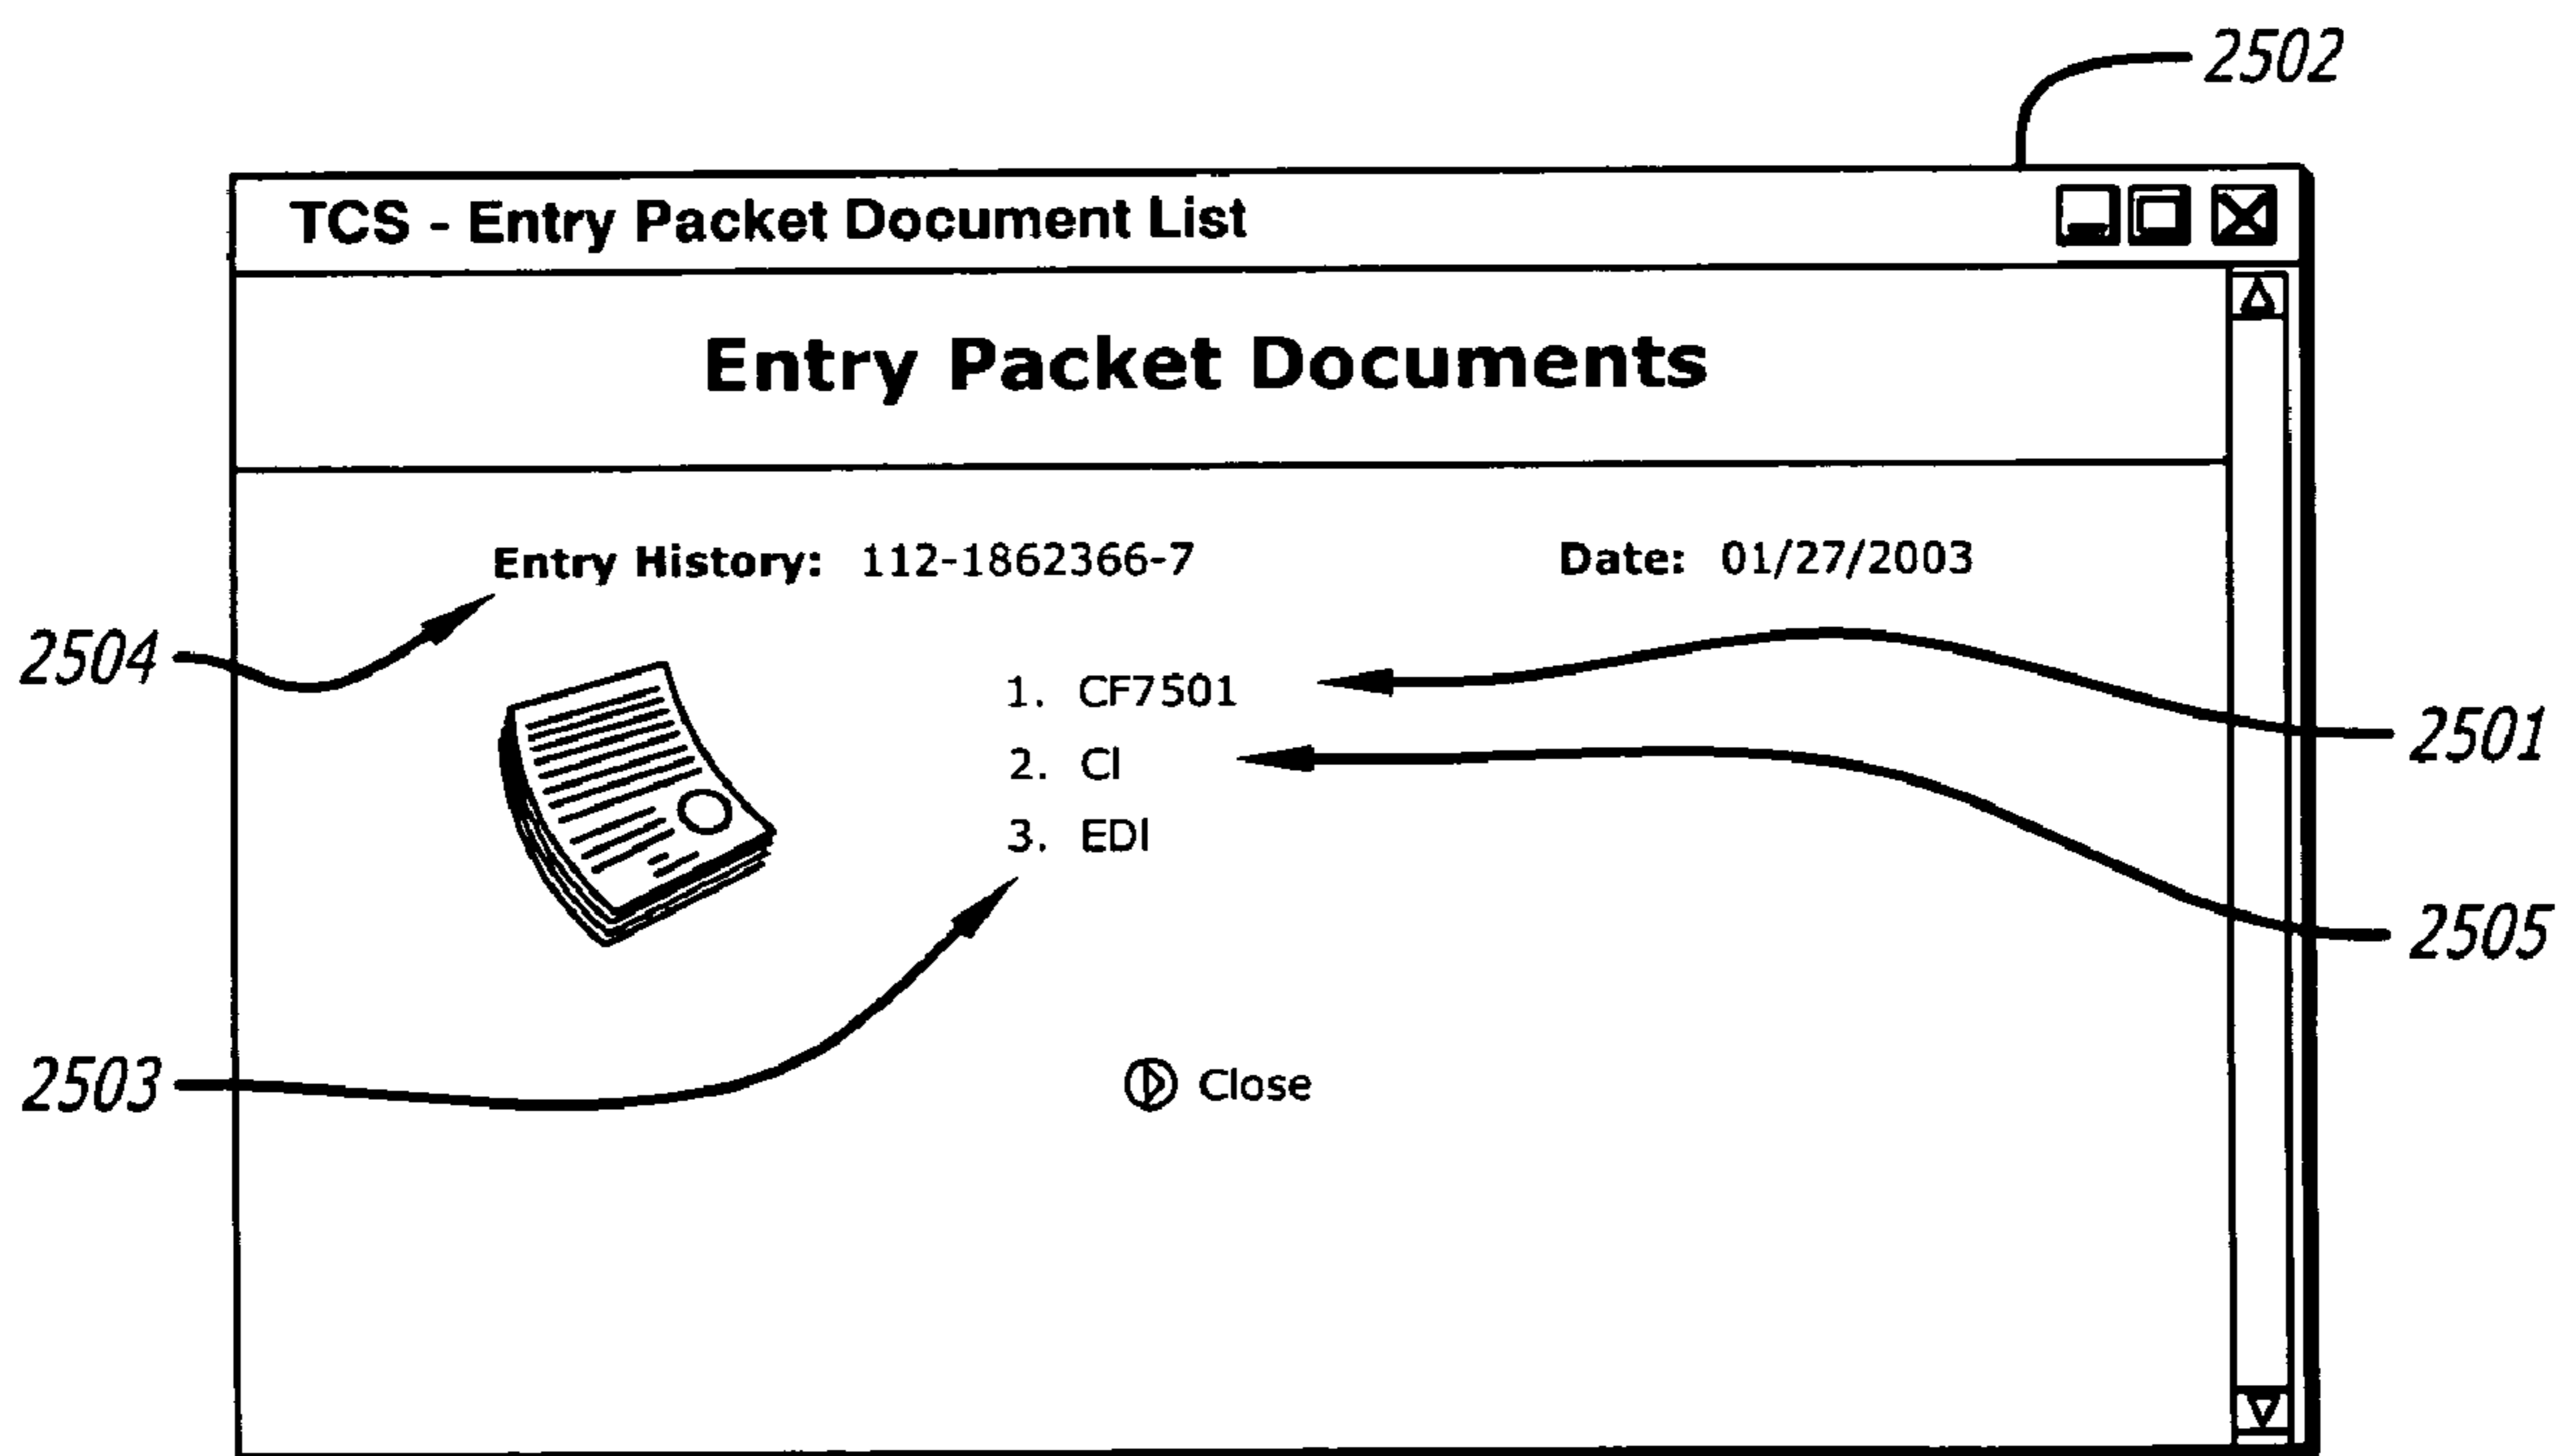 2502
TCS - Entry Packet Document List
Entry Packet Documents
Entry History: 112-1862366-7 Date: 01/27/2003
2504
1. CF7501
2501
2. CI
3. EDI
2505
2503
Close